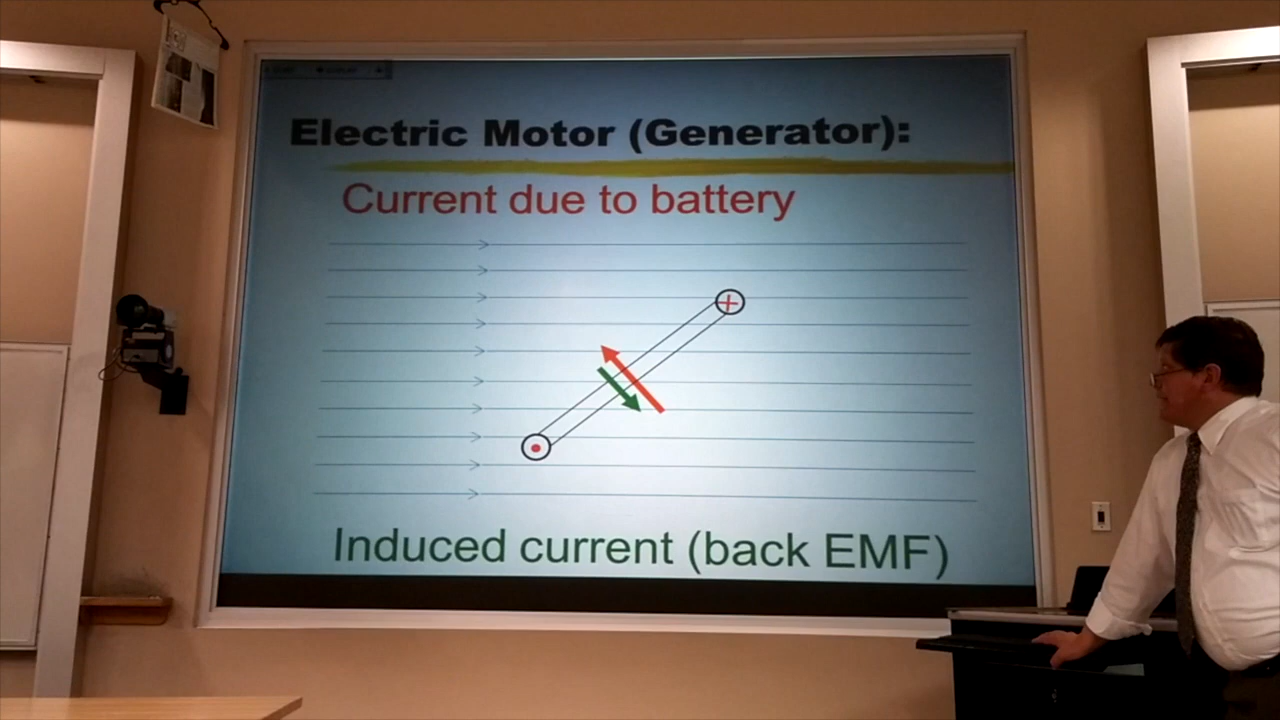 Electric Motor (Generator):
Current due to battery
Induced current (back EMF)